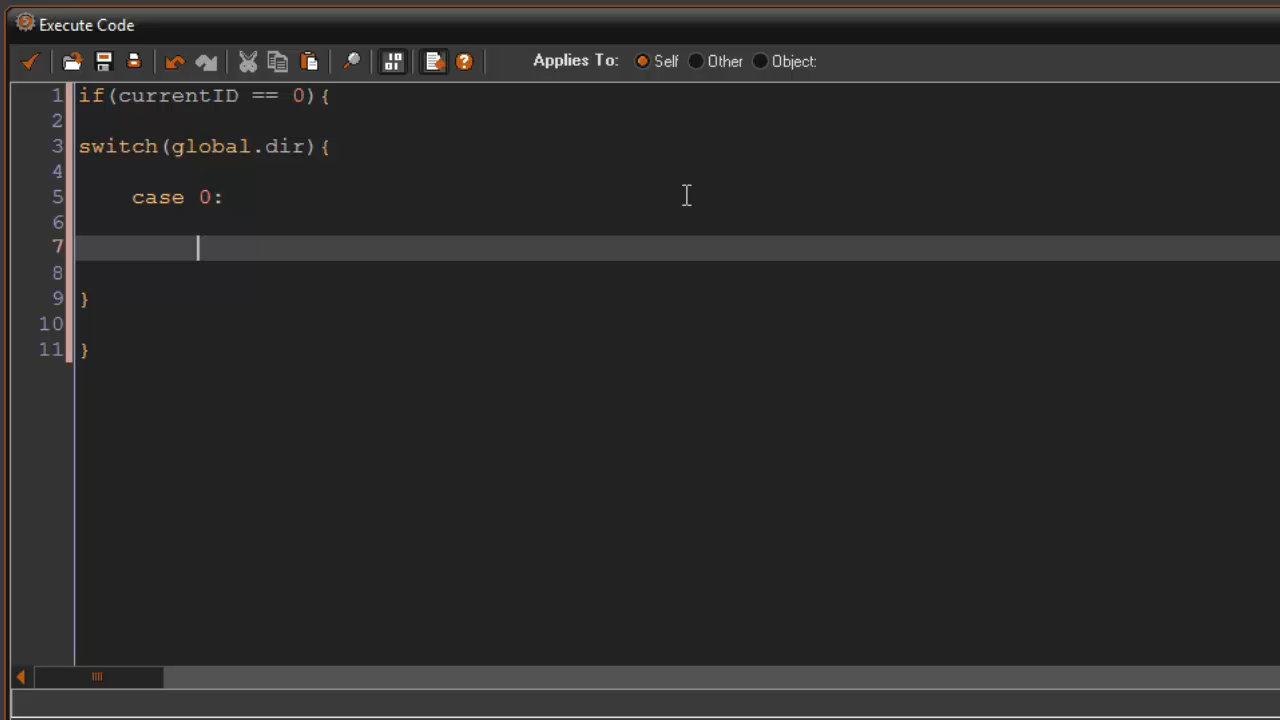 Execute Code
Applies To: Self Other Object:
1 if(currentID == 0){
2
3 switch(global.dir){
4
5 case 0:
6
7
8
9 }
10
11 }